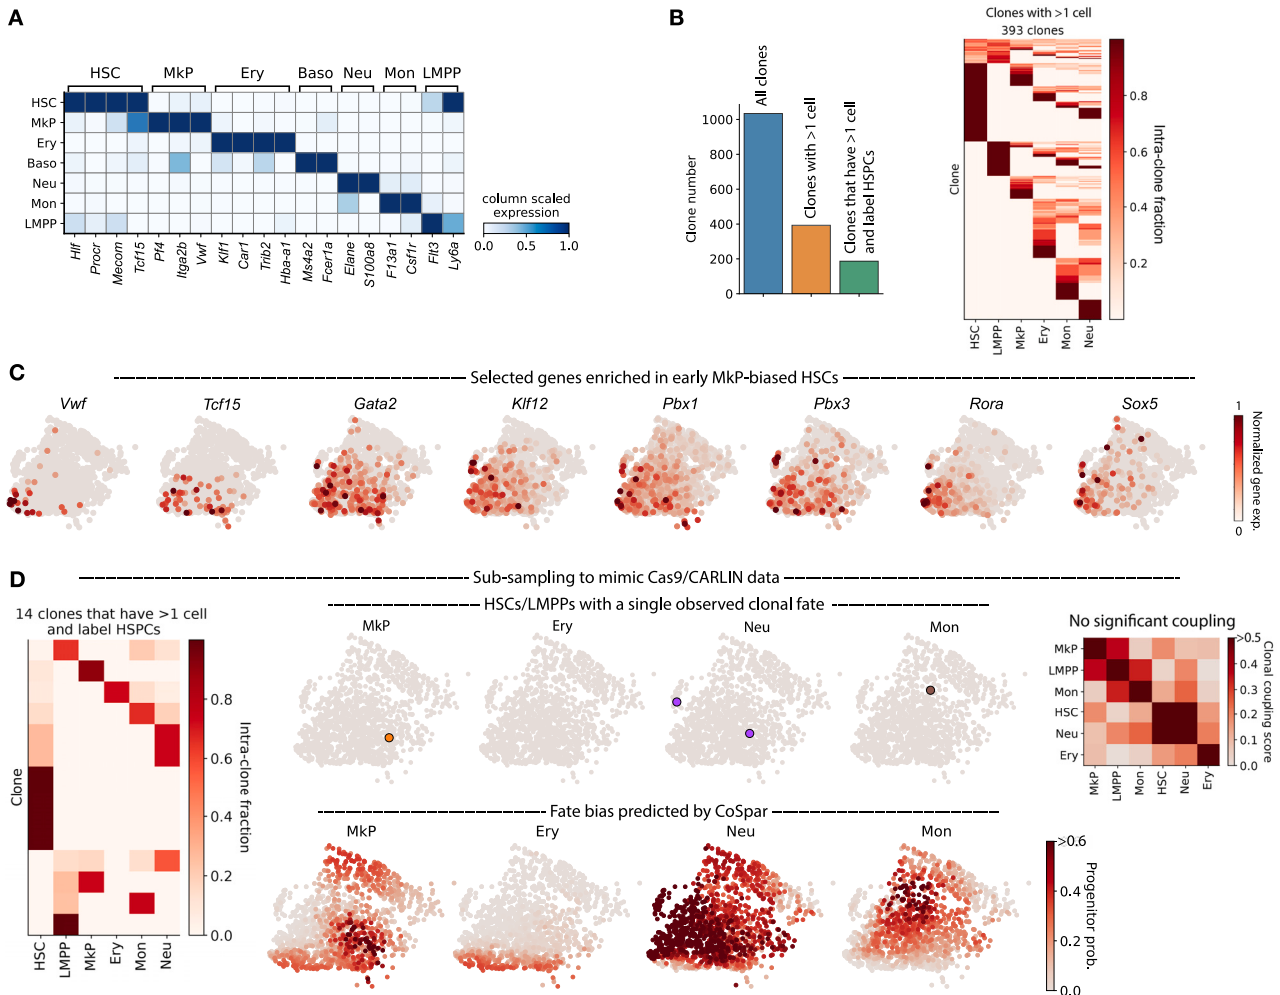 A
HSC MkP Ery Baso Neu Mon LMPP
HSC
MkP
Ery
Baso
Neu
Mon
LMPP
Hlf Procr Mecom Tcf15 Pf4 Itga2b Vwf Klf1 Car1 Trib2 Hba-a1 Ms4a2 Fcer1a Elane S100a8 F13a1 Csf1r Flt3 Ly6a
column scaled
expression
0.0 0.5 1.0
B
Clone number
1000
800
600
400
200
0
All clones
Clones with >1 cell
Clones that have >1 cell
and label HSPCs
Clones with >1 cell
393 clones
Clone
HSC LMPP MkP Ery Mon Neu
0.8
0.6
0.4
0.2
Intra-clone fraction
C
Selected genes enriched in early MkP-biased HSCs
Vwf Tcf15 Gata2 Klf12 Pbx1 Pbx3 Rora Sox5
1
0
Normalized gene exp.
D
Sub-sampling to mimic Cas9/CARLIN data
14 clones that have >1 cell
and label HSPCs
Clone
HSC LMPP MkP Ery Mon Neu
0.8
0.6
0.4
0.2
0.0
Intra-clone fraction
HSCs/LMPPs with a single observed clonal fate
MkP Ery Neu Mon
No significant coupling
MkP
LMPP
Mon
HSC
Neu
Ery
MkP LMPP Mon HSC Neu Ery
>0.5
0.4
0.3
0.2
0.1
0.0
Clonal coupling score
Fate bias predicted by CoSpar
MkP Ery Neu Mon
>0.6
0.4
0.2
0
Progenitor prob.